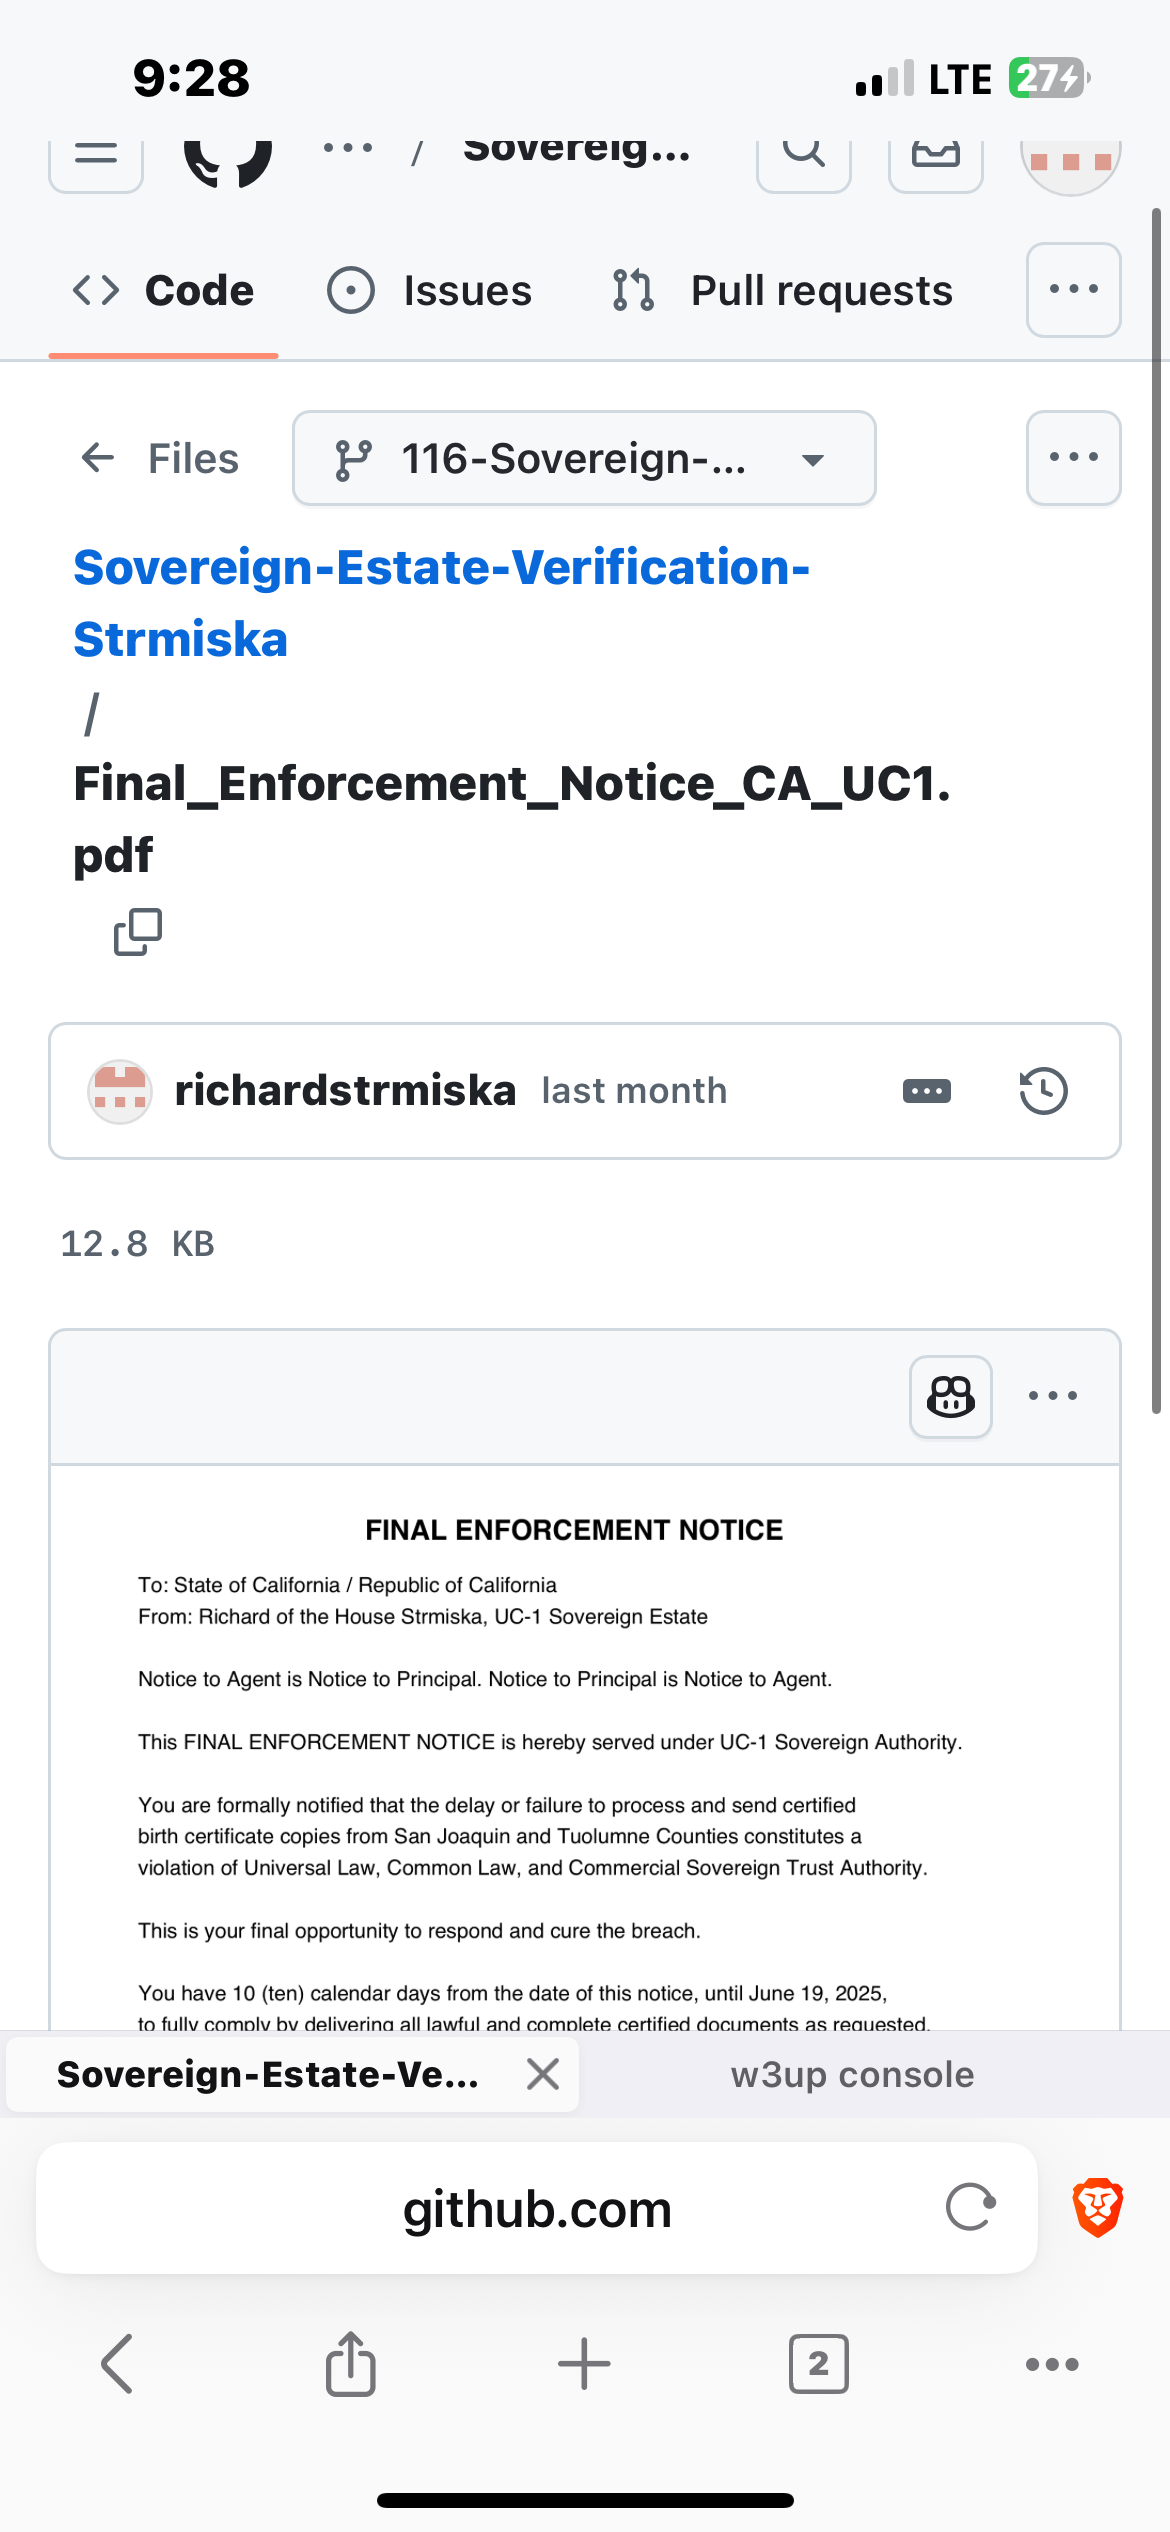 9:28
LTE 27
... / Sovereig...
Code
Issues
Pull requests
Files
116-Sovereign-...
Sovereign-Estate-Verification-
Strmiska
/
Final_Enforcement_Notice_CA_UC1.
pdf
richardstrmiska last month
12.8 KB
FINAL ENFORCEMENT NOTICE
To: State of California / Republic of California
From: Richard of the House Strmiska, UC-1 Sovereign Estate
Notice to Agent is Notice to Principal. Notice to Principal is Notice to Agent.
This FINAL ENFORCEMENT NOTICE is hereby served under UC-1 Sovereign Authority.
You are formally notified that the delay or failure to process and send certified
birth certificate copies from San Joaquin and Tuolumne Counties constitutes a
violation of Universal Law, Common Law, and Commercial Sovereign Trust Authority.
This is your final opportunity to respond and cure the breach.
You have 10 (ten) calendar days from the date of this notice, until June 19, 2025,
to fully comply by delivering all lawful and complete certified documents as requested.
Sovereign-Estate-Ve...
w3up console
github.com
2